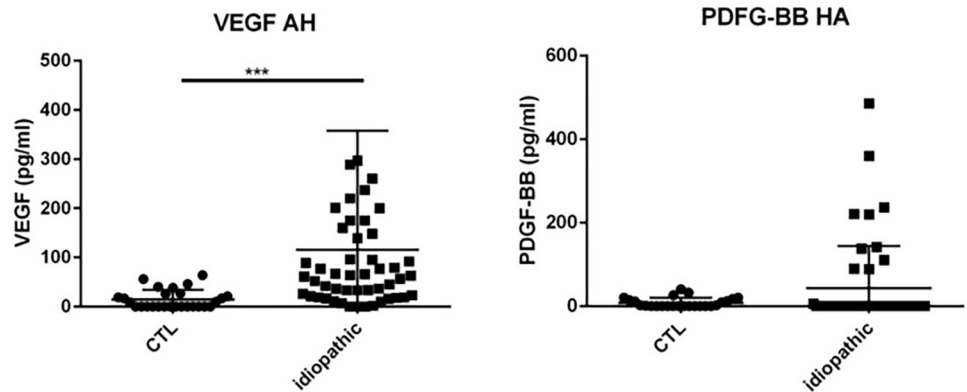 VEGF AH
500
400
300
200
100
0
VEGF (pg/ml)
***
CTL
idiopathic
PDFG-BB HA
600
400
200
0
PDGF-BB (pg/ml)
CTL
idiopathic